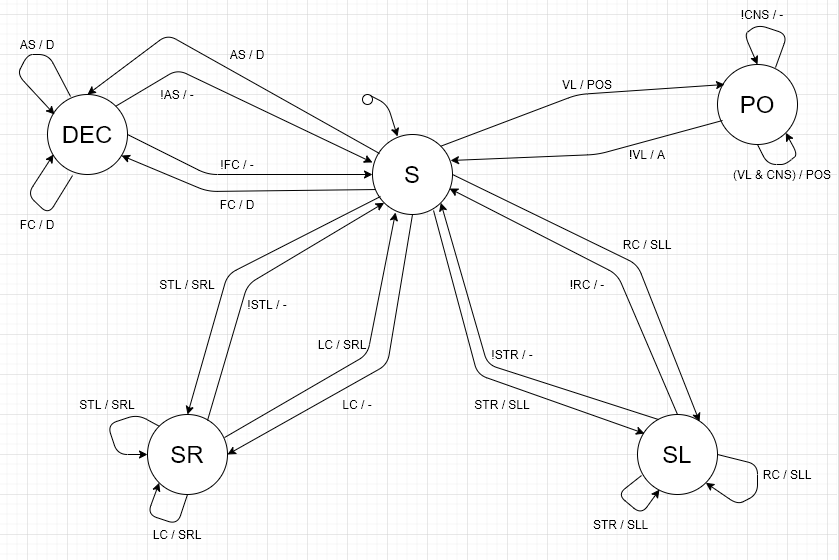 !CNS / -
AS / D
AS / D
VL / POS
!AS / -
PO
DEC
!VL / A
!FC / -
S
(VL & CNS) / POS
FC / D
FC / D
RC / SLL
STL / SRL
!RC / -
!STL / -
LC / SRL
!STR / -
STL / SRL
LC / -
STR / SLL
SR
SL
RC / SLL
STR / SLL
LC / SRL